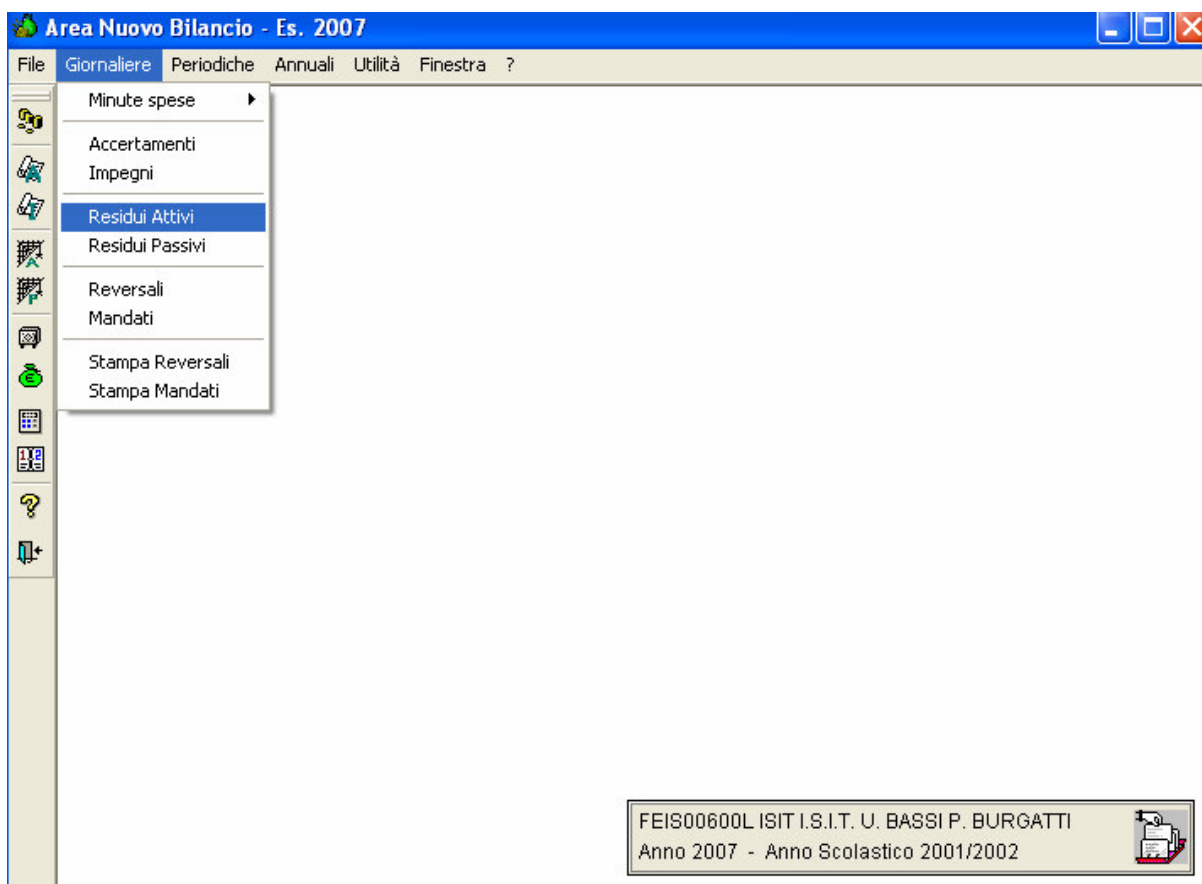 Area Nuovo Bilancio - Es. 2007
File Giornaliere Periodiche Annuali Utilità Finestra ?
Minute spese
Accertamenti
Impegni
Residui Attivi
Residui Passivi
Reversali
Mandati
Stampa Reversali
Stampa Mandati
FEIS00600L ISIT I.S.I.T. U. BASSI P. BURGATTI
Anno 2007 - Anno Scolastico 2001/2002